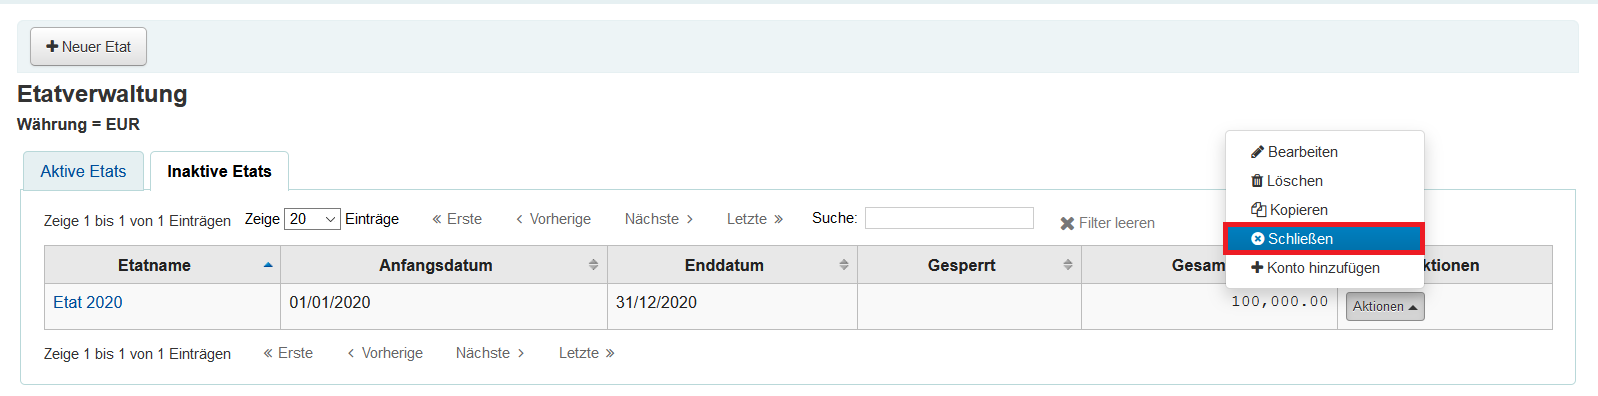 Neuer Etat
Etatverwaltung
Währung = EUR
Aktive Etats
Inaktive Etats
Bearbeiten
Löschen
Kopieren
Schließen
Konto hinzufügen
Zeige 1 bis 1 von 1 Einträgen Zeige 20 Einträge « Erste ‹ Vorherige Nächste › Letzte » Suche: Filter leeren
Etatname Anfangsdatum Enddatum Gesperrt Gesam ktionen
Etat 2020 01/01/2020 31/12/2020 100,000.00 Aktionen
Zeige 1 bis 1 von 1 Einträgen « Erste ‹ Vorherige Nächste › Letzte »